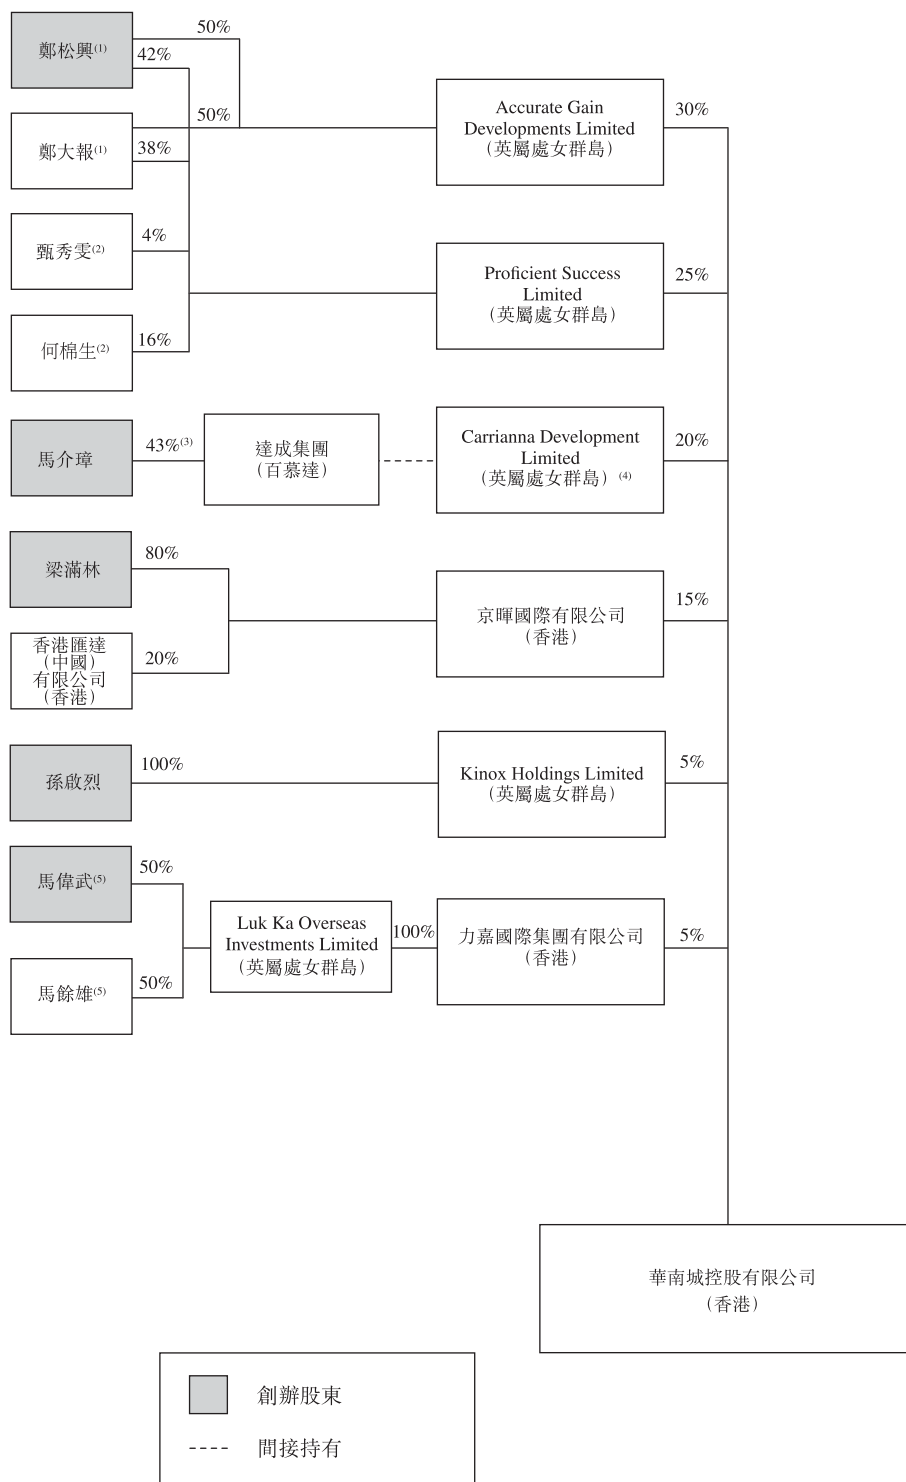 鄭松興(1)
50%
42%
鄭大報(1)
50%
38%
甄秀雯(2)
4%
何棉生(2)
16%
Accurate Gain
Developments Limited
(英屬處女群島)
30%
Proficient Success
Limited
(英屬處女群島)
25%
馬介璋
43%(3)
達成集團
(百慕達)
Carrianna Development
Limited
(英屬處女群島) (4)
20%
梁滿林
80%
香港匯達
(中國)
有限公司
(香港)
20%
京暉國際有限公司
(香港)
15%
孫啟烈
100%
Kinox Holdings Limited
(英屬處女群島)
5%
馬偉武(5)
50%
馬餘雄(5)
50%
Luk Ka Overseas
Investments Limited
(英屬處女群島)
100%
力嘉國際集團有限公司
(香港)
5%
華南城控股有限公司
(香港)
創辦股東
間接持有